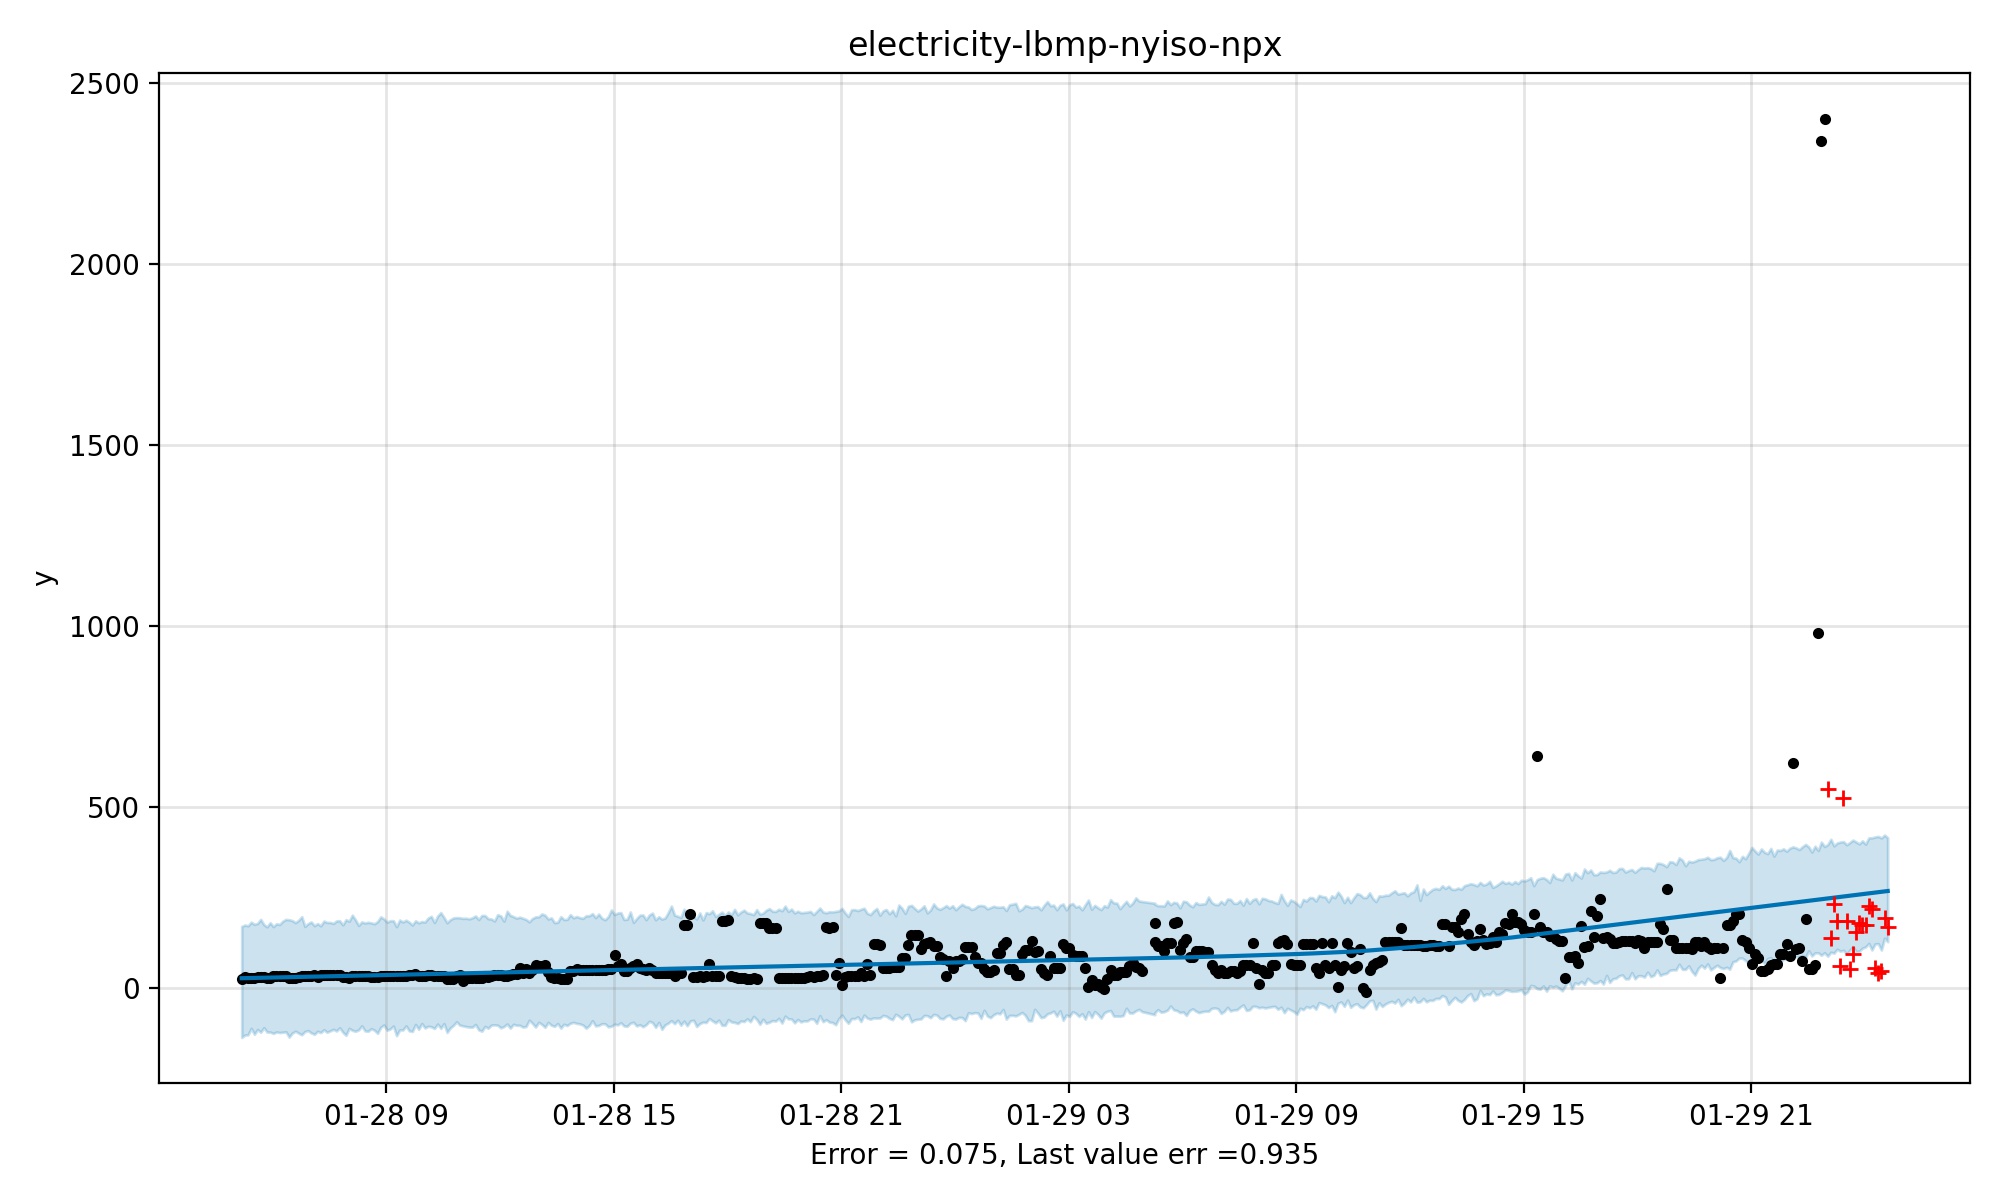 electricity-lbmp-nyiso-npx
2500
2000
1500
1000
500
0
y
01-28 09 01-28 15 01-28 21 01-29 03 01-29 09 01-29 15 01-29 21
Error = 0.075, Last value err =0.935